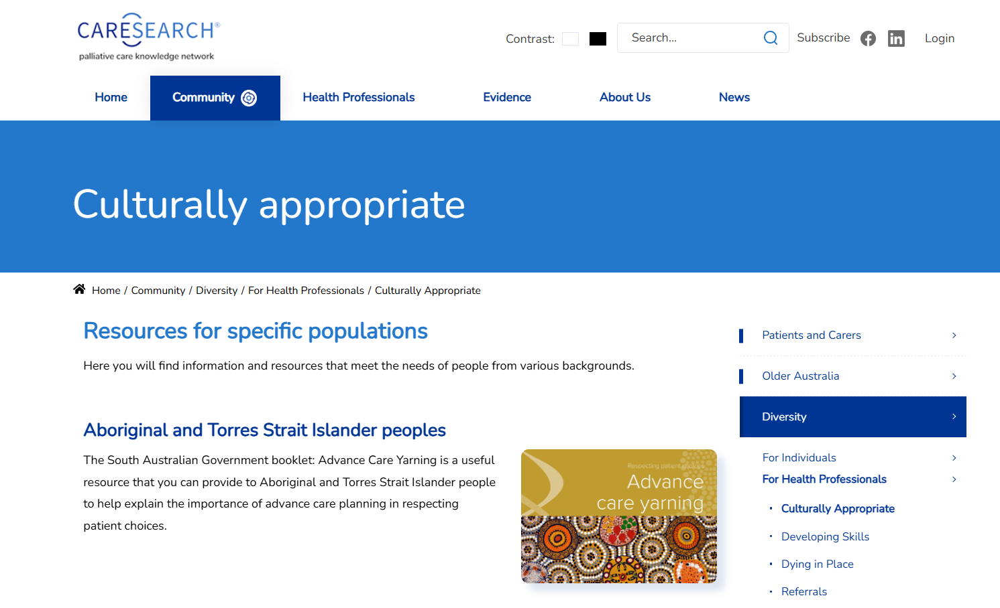 CARESEARCH®
palliative care knowledge network
Contrast:
Search...
Subscribe
Login
Home
Community
Health Professionals
Evidence
About Us
News
Culturally appropriate
Home / Community / Diversity / For Health Professionals / Culturally Appropriate
Resources for specific populations
Here you will find information and resources that meet the needs of people from various backgrounds.
Aboriginal and Torres Strait Islander peoples
The South Australian Government booklet: Advance Care Yarning is a useful
resource that you can provide to Aboriginal and Torres Strait Islander people
to help explain the importance of advance care planning in respecting
patient choices.
Respecting patient choices
Advance
care yarning
Patients and Carers
Older Australia
Diversity
For Individuals
For Health Professionals
Culturally Appropriate
Developing Skills
Dying in Place
Referrals